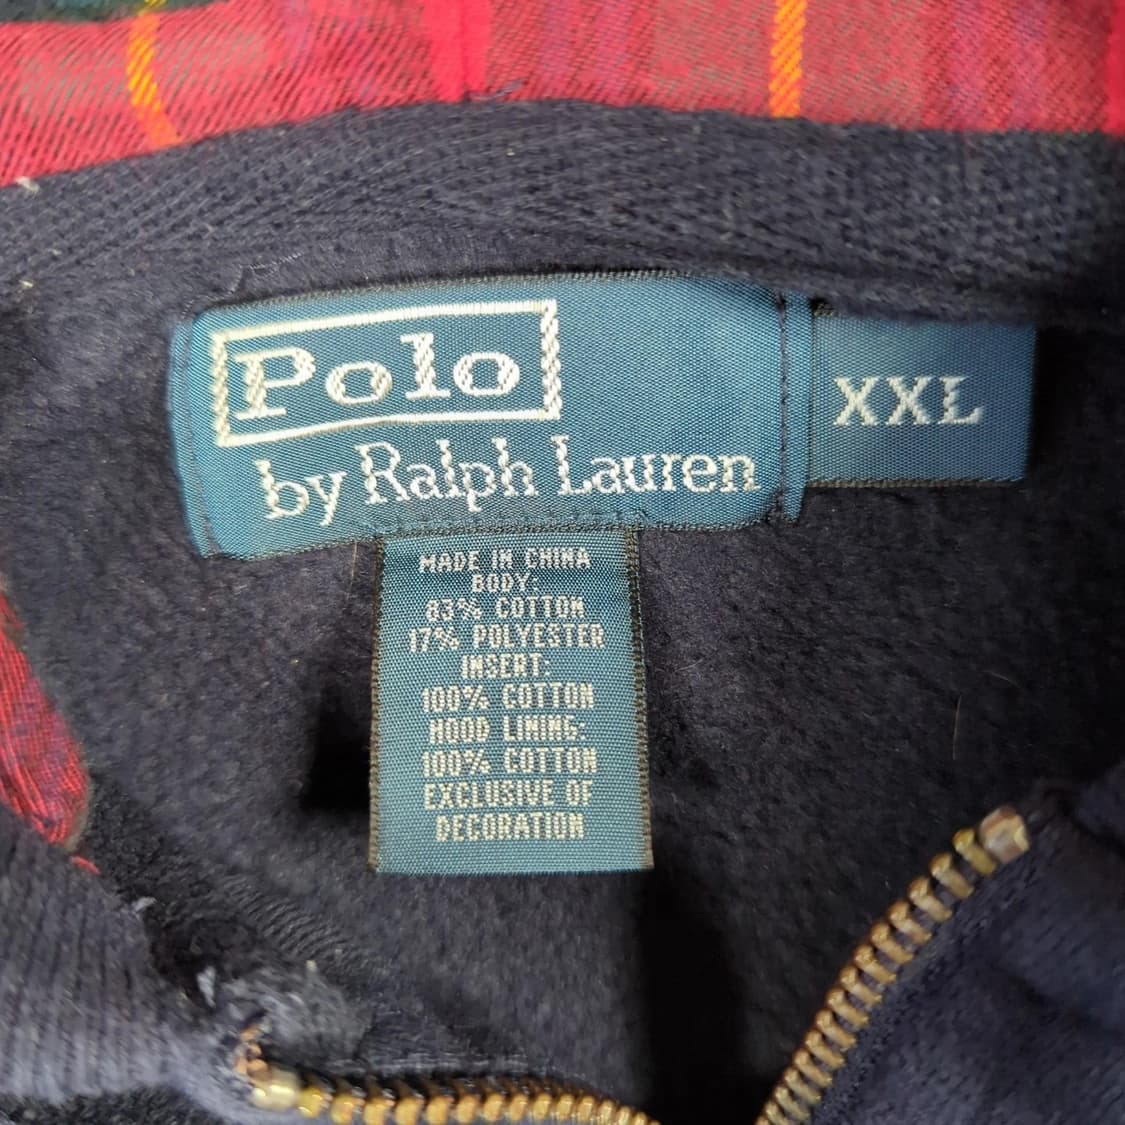 Polo
by Ralph Lauren
XXL
MADE IN CHINA
BODY:
83% COTTON
17% POLYESTER
INSERT:
100% COTTON
HOOD LINING:
100% COTTON
EXCLUSIVE OF
DECORATION